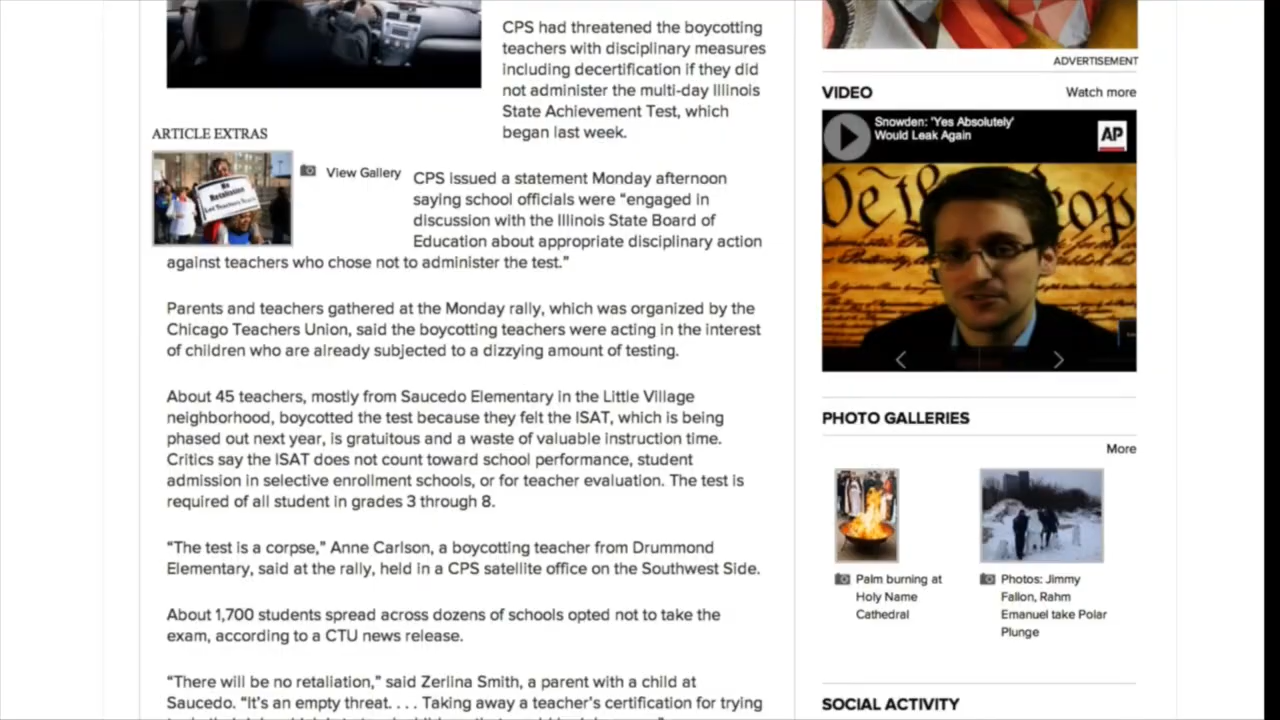 CPS had threatened the boycotting
teachers with disciplinary measures
including decertification if they did
not administer the multi-day Illinois
State Achievement Test, which
began last week.
ARTICLE EXTRAS
No
Retaliation
Let Teachers Teach
View Gallery
CPS issued a statement Monday afternoon
saying school officials were “engaged in
discussion with the Illinois State Board of
Education about appropriate disciplinary action
against teachers who chose not to administer the test.”
Parents and teachers gathered at the Monday rally, which was organized by the
Chicago Teachers Union, said the boycotting teachers were acting in the interest
of children who are already subjected to a dizzying amount of testing.
About 45 teachers, mostly from Saucedo Elementary in the Little Village
neighborhood, boycotted the test because they felt the ISAT, which is being
phased out next year, is gratuitous and a waste of valuable instruction time.
Critics say the ISAT does not count toward school performance, student
admission in selective enrollment schools, or for teacher evaluation. The test is
required of all student in grades 3 through 8.
“The test is a corpse,” Anne Carlson, a boycotting teacher from Drummond
Elementary, said at the rally, held in a CPS satellite office on the Southwest Side.
About 1,700 students spread across dozens of schools opted not to take the
exam, according to a CTU news release.
“There will be no retaliation,” said Zerlina Smith, a parent with a child at
Saucedo. “It’s an empty threat. . . . Taking away a teacher’s certification for trying
ADVERTISEMENT
VIDEO
Watch more
Snowden: 'Yes Absolutely'
Would Leak Again
AP
We the Peop
PHOTO GALLERIES
More
Palm burning at
Holy Name
Cathedral
Photos: Jimmy
Fallon, Rahm
Emanuel take Polar
Plunge
SOCIAL ACTIVITY